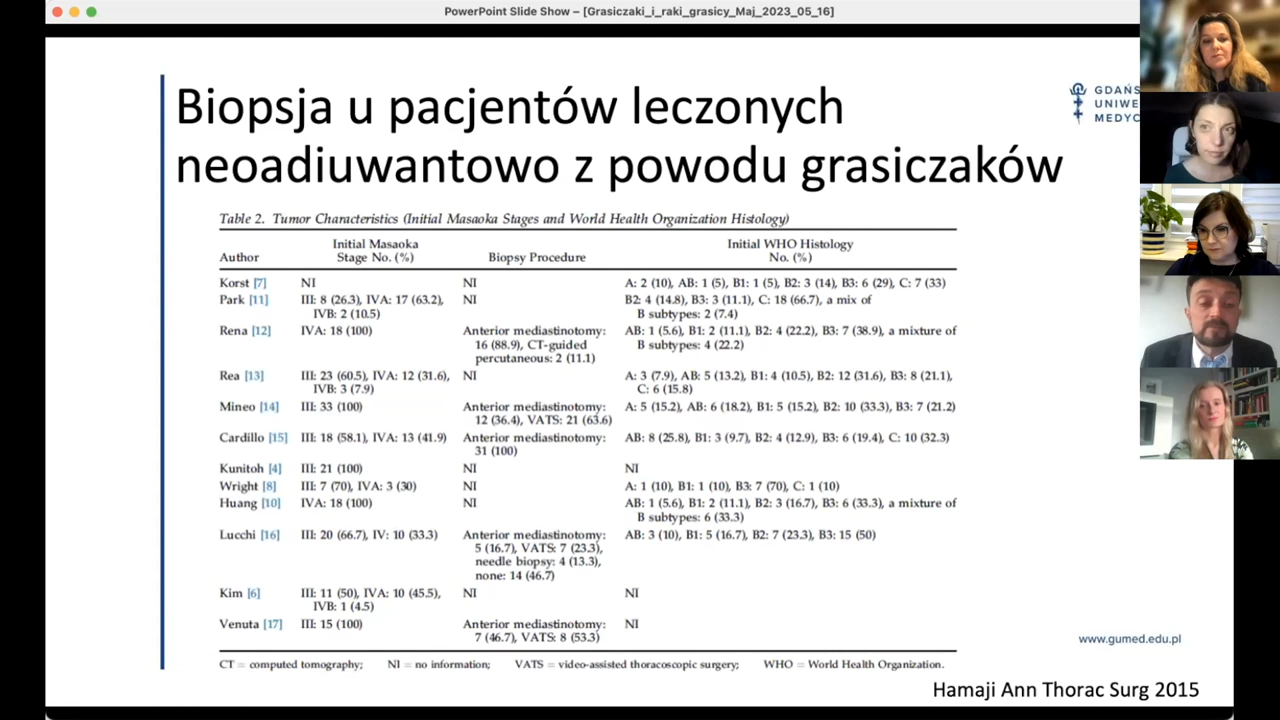 PowerPoint Slide Show – [Grasiczaki_i_raki_grasicy_Maj_2023_05_16]
Biopsja u pacjentów leczonych
neoadiuwantowo z powodu grasiczaków
GDAŃS
UNIWE
MEDYC
Table 2. Tumor Characteristics (Initial Masaoka Stages and World Health Organization Histology)
Author
Initial Masaoka
Stage No. (%)
Biopsy Procedure
Initial WHO Histology
No. (%)
Korst [7] NI NI A: 2 (10), AB: 1 (5), B1: 1 (5), B2: 3 (14), B3: 6 (29), C: 7 (33)
Park [11] III: 8 (26.3), IVA: 17 (63.2), NI B2: 4 (14.8), B3: 3 (11.1), C: 18 (66.7), a mix of
IVB: 2 (10.5) B subtypes: 2 (7.4)
Rena [12] IVA: 18 (100) Anterior mediastinotomy: AB: 1 (5.6), B1: 2 (11.1), B2: 4 (22.2), B3: 7 (38.9), a mixture of
16 (88.9), CT-guided B subtypes: 4 (22.2)
percutaneous: 2 (11.1)
Rea [13] III: 23 (60.5), IVA: 12 (31.6), NI A: 3 (7.9), AB: 5 (13.2), B1: 4 (10.5), B2: 12 (31.6), B3: 8 (21.1),
IVB: 3 (7.9) C: 6 (15.8)
Mineo [14] III: 33 (100) Anterior mediastinotomy: A: 5 (15.2), AB: 6 (18.2), B1: 5 (15.2), B2: 10 (33.3), B3: 7 (21.2)
12 (36.4), VATS: 21 (63.6)
Cardillo [15] III: 18 (58.1), IVA: 13 (41.9) Anterior mediastinotomy: AB: 8 (25.8), B1: 3 (9.7), B2: 4 (12.9), B3: 6 (19.4), C: 10 (32.3)
31 (100)
Kunitoh [4] III: 21 (100) NI NI
Wright [8] III: 7 (70), IVA: 3 (30) NI A: 1 (10), B1: 1 (10), B3: 7 (70), C: 1 (10)
Huang [10] IVA: 18 (100) NI AB: 1 (5.6), B1: 2 (11.1), B2: 3 (16.7), B3: 6 (33.3), a mixture of
B subtypes: 6 (33.3)
Lucchi [16] III: 20 (66.7), IV: 10 (33.3) Anterior mediastinotomy: AB: 3 (10), B1: 5 (16.7), B2: 7 (23.3), B3: 15 (50)
5 (16.7), VATS: 7 (23.3),
needle biopsy: 4 (13.3),
none: 14 (46.7)
Kim [6] III: 11 (50), IVA: 10 (45.5), NI NI
IVB: 1 (4.5)
Venuta [17] III: 15 (100) Anterior mediastinotomy: NI
7 (46.7), VATS: 8 (53.3)
CT = computed tomography; NI = no information; VATS = video-assisted thoracoscopic surgery; WHO = World Health Organization.
www.gumed.edu.pl
Hamaji Ann Thorac Surg 2015